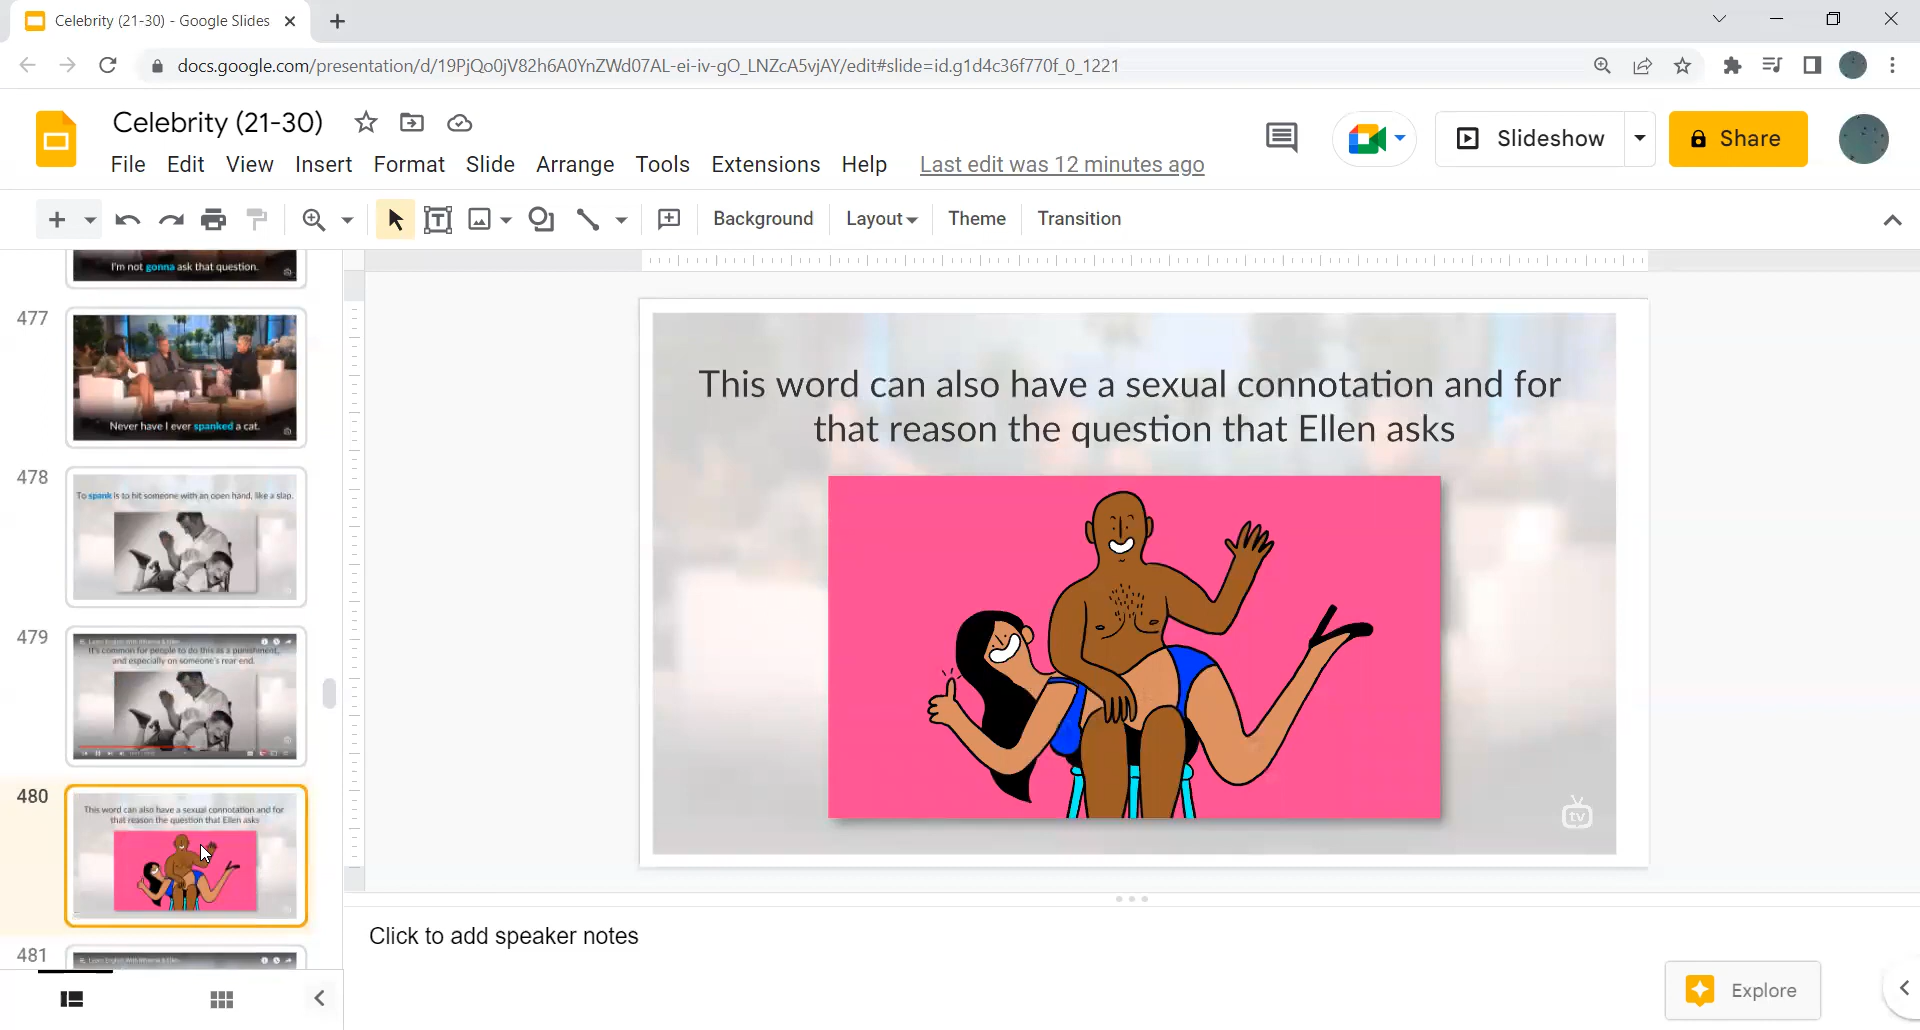 Celebrity (21-30) - Google Slides
docs.google.com/presentation/d/19PjQo0jV82h6A0YnZWd07AL-ei-iv-gO_LNZcA5vjAY/edit#slide=id.g1d4c36f770f_0_1221
Celebrity (21-30)
Slideshow
Share
File Edit View Insert Format Slide Arrange Tools Extensions Help Last edit was 12 minutes ago
Background Layout Theme Transition
I'm not gonna ask that question.
477
Never have I ever spanked a cat.
478
To spank is to hit someone with an open hand, like a slap.
479
It's common for people to do this as a punishment,
and especially on someone's rear end.
480
This word can also have a sexual connotation and for
that reason the question that Ellen asks
481
This word can also have a sexual connotation and for
that reason the question that Ellen asks
tv
Click to add speaker notes
Explore